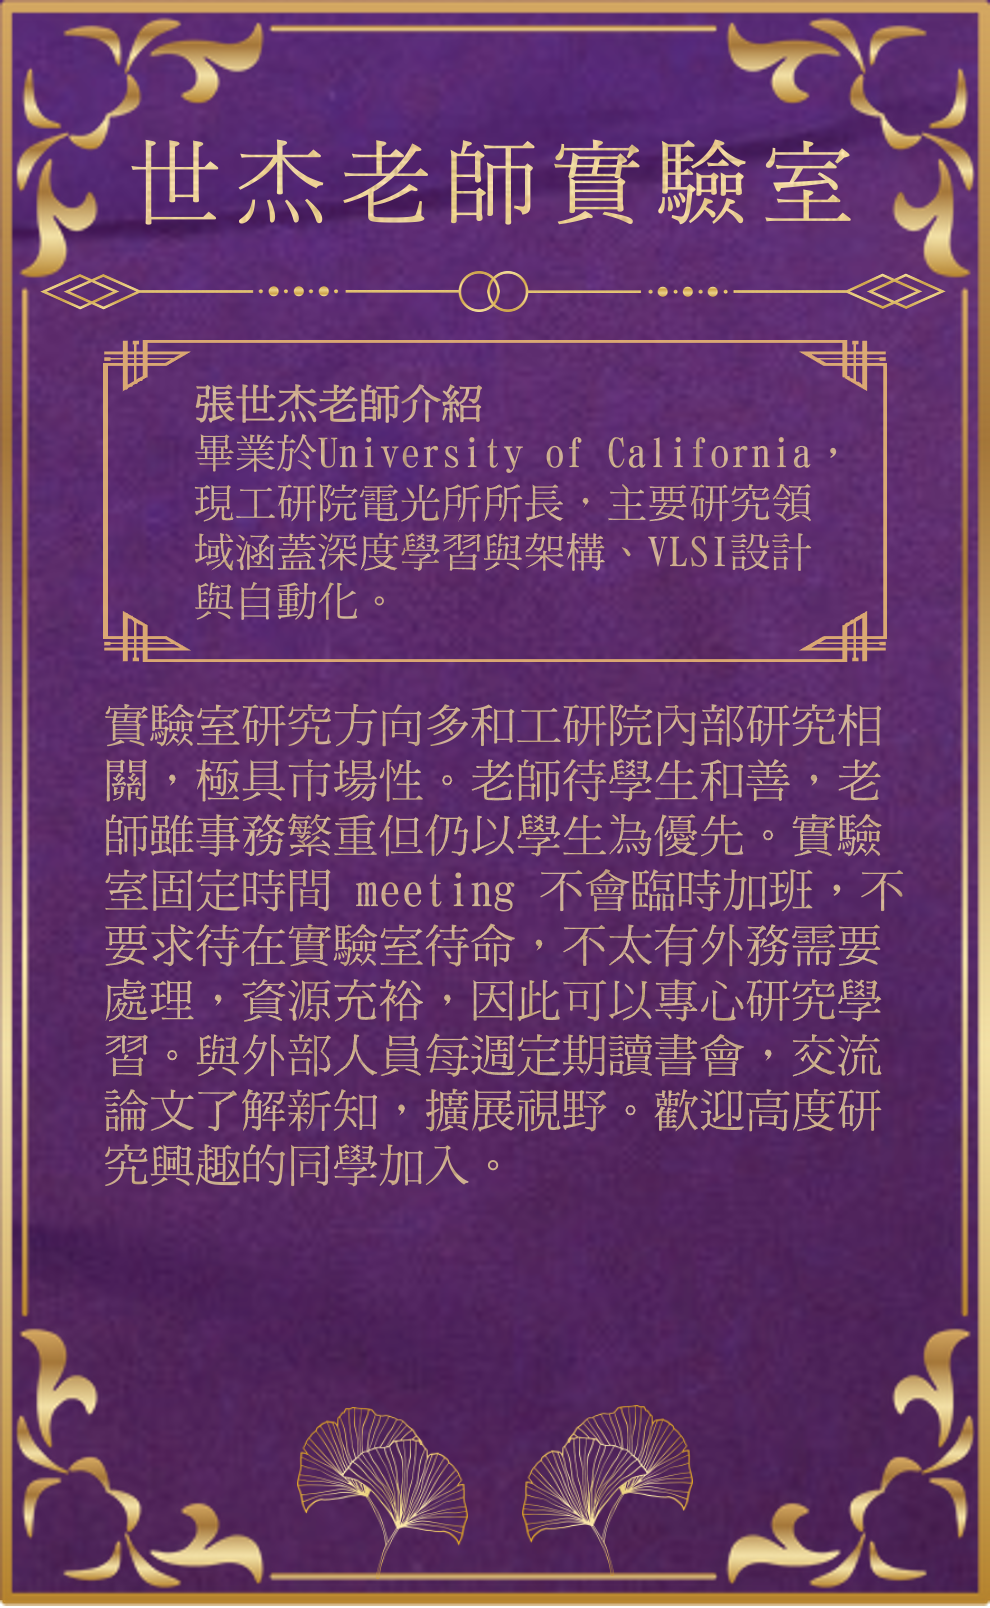 世杰老師實驗室
張世杰老師介紹
畢業於University of California，
現工研院電光所所長，主要研究領
域涵蓋深度學習與架構、VLSI設計
與自動化。
實驗室研究方向多和工研院內部研究相
關，極具市場性。老師待學生和善，老
師雖事務繁重但仍以學生為優先。實驗
室固定時間 meeting 不會臨時加班，不
要求待在實驗室待命，不太有外務需要
處理，資源充裕，因此可以專心研究學
習。與外部人員每週定期讀書會，交流
論文了解新知，擴展視野。歡迎高度研
究興趣的同學加入。